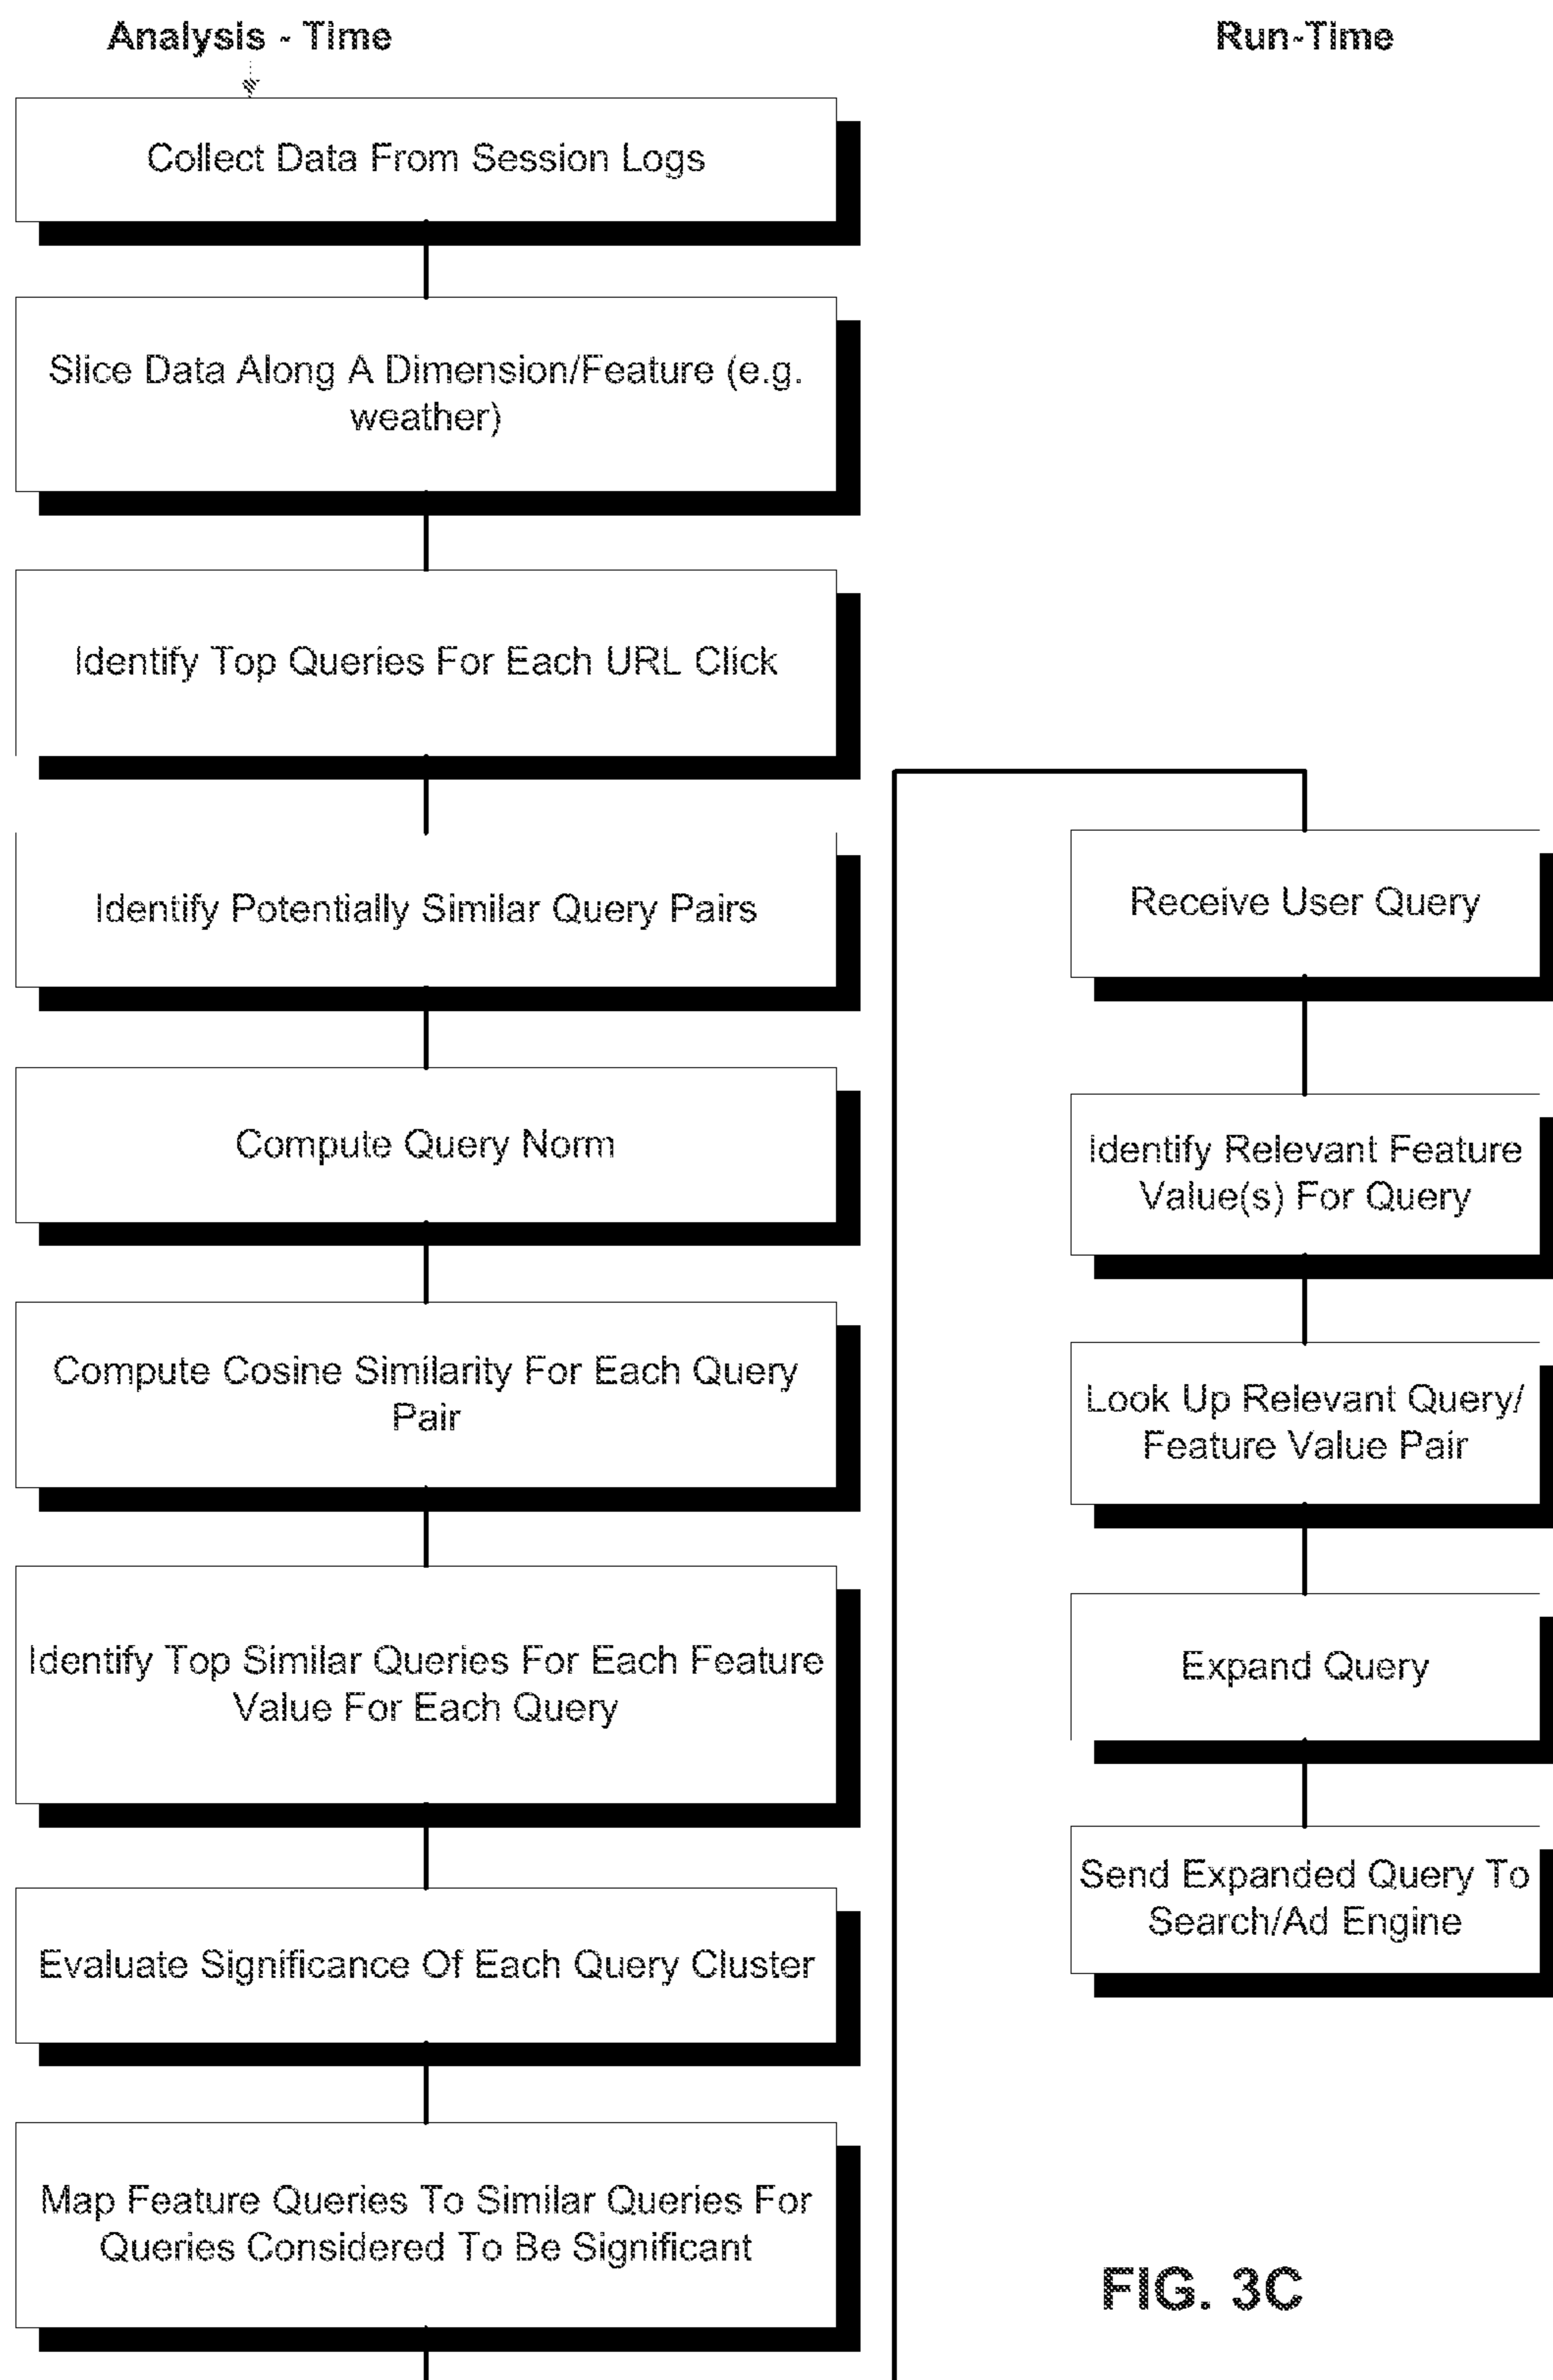 Analysis - Time
Collect Data From Session Logs
Slice Data Along A Dimension/Feature (e.g.
weather)
Identify Top Queries For Each URL Click
Identify Potentially Similar Query Pairs
Compute Query Norm
Compute Cosine Similarity For Each Query
Pair
Identify Top Similar Queries For Each Feature
Value For Each Query
Evaluate Significance Of Each Query Cluster
Map Feature Queries To Similar Queries For
Queries Considered To Be Significant
Run-Time
Receive User Query
Identify Relevant Feature
Value(s) For Query
Look Up Relevant Query/
Feature Value Pair
Expand Query
Send Expanded Query To
Search/Ad Engine
FIG. 3C